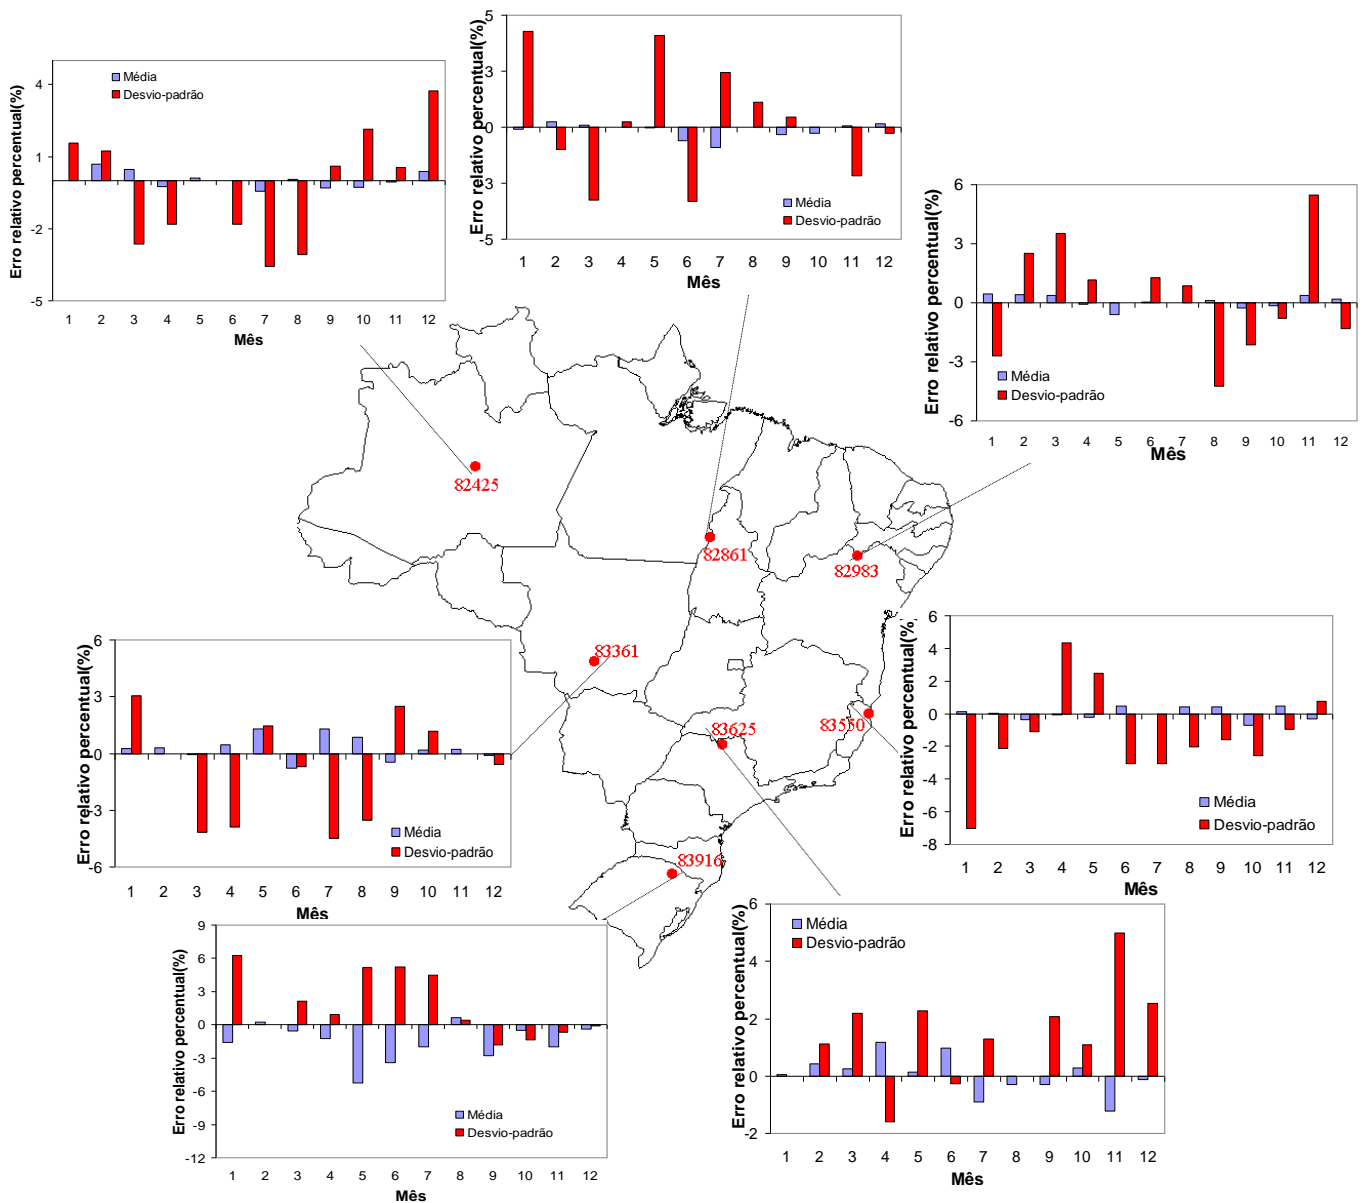 Erro relativo percentual(%)
4
1
-2
-5
Média
Desvio-padrão
1 2 3 4 5 6 7 8 9 10 11 12
Mês
Erro relativo percentual(%)
5
3
0
-3
-5
Média
Desvio-padrão
1 2 3 4 5 6 7 8 9 10 11 12
Mês
Erro relativo percentual(%)
6
3
0
-3
-6
Média
Desvio-padrão
1 2 3 4 5 6 7 8 9 10 11 12
Mês
82425
82861
82983
83361
83625
83550
83916
Erro relativo percentual(%)
6
3
0
-3
-6
Média
Desvio-padrão
1 2 3 4 5 6 7 8 9 10 11 12
Mês
Erro relativo percentual(%)
6
4
2
0
-2
-4
-6
-8
Média
Desvio-padrão
1 2 3 4 5 6 7 8 9 10 11 12
Mês
Erro relativo percentual(%)
9
6
3
0
-3
-6
-9
-12
Média
Desvio-padrão
1 2 3 4 5 6 7 8 9 10 11 12
Mês
Erro relativo percentual(%)
6
4
2
0
-2
Média
Desvio-padrão
1 2 3 4 5 6 7 8 9 10 11 12
Mês